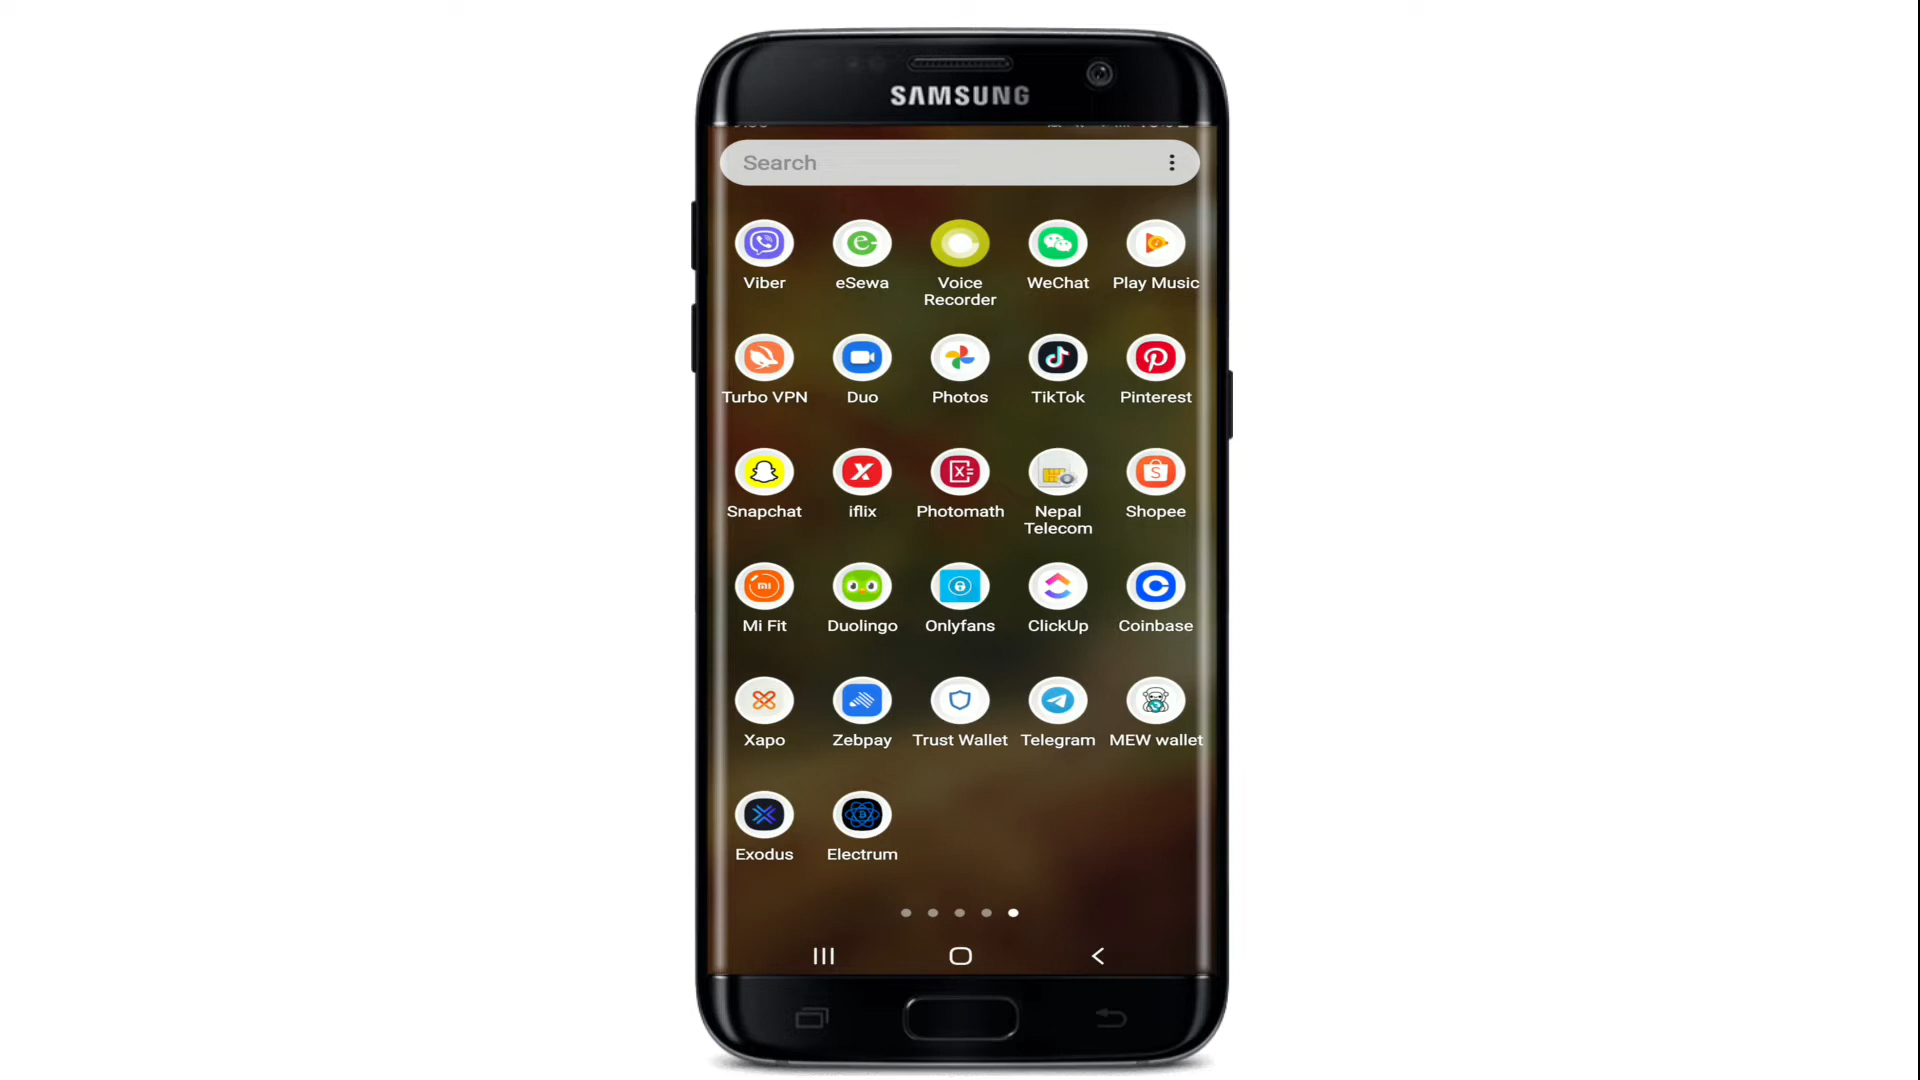 SAMSUNG
Search
Viber
eSewa
Voice
Recorder
WeChat
Play Music
Turbo VPN
Duo
Photos
TikTok
Pinterest
Snapchat
iflix
Photomath
Nepal
Telecom
Shopee
Mi Fit
Duolingo
Onlyfans
ClickUp
Coinbase
Xapo
Zebpay
Trust Wallet
Telegram
MEW wallet
Exodus
Electrum